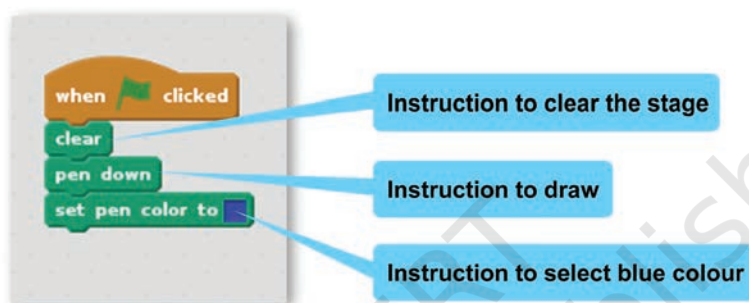 when clicked
clear
pen down
set pen color to
Instruction to clear the stage
Instruction to draw
Instruction to select blue colour